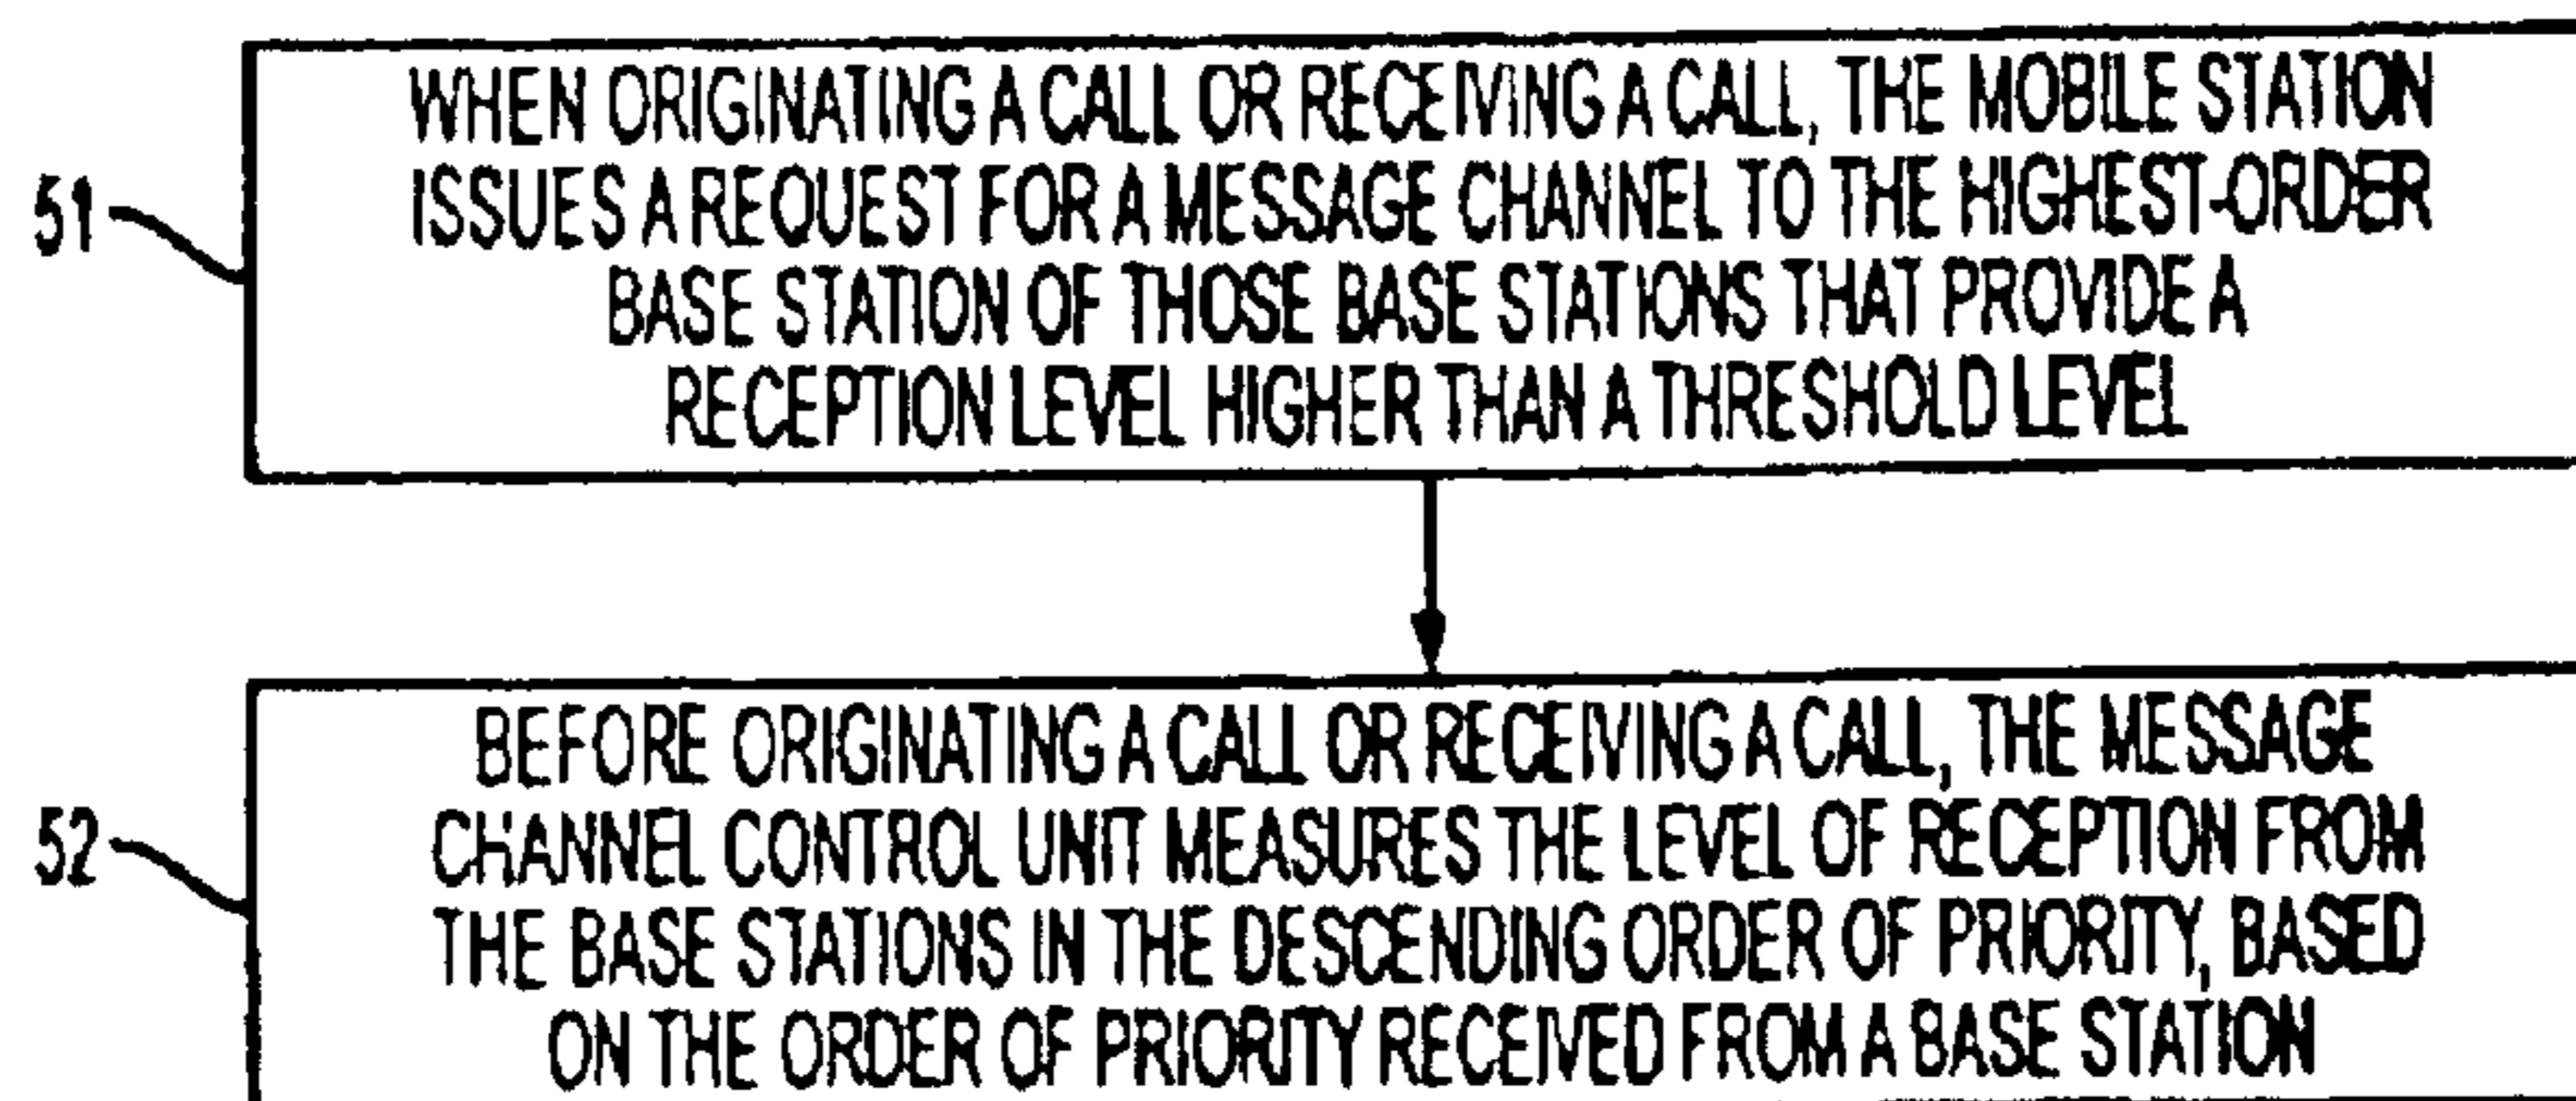 WHEN ORIGINATING A CALL OR RECEIVING A CALL, THE MOBILE STATION
51
ISSUES A REQUEST FOR A MESSAGE CHANNEL TO THE HIGHEST-ORDER
BASE STATION OF THOSE BASE STATIONS THAT PROVIDE A
RECEPTION LEVEL HIGHER THAN A THRESHOLD LEVEL
BEFORE ORIGINATING A CALL OR RECEIVING A CALL, THE MESSAGE
52
CHANNEL CONTROL UNIT MEASURES THE LEVEL OF RECEPTION FROM
THE BASE STATIONS IN THE DESCENDING ORDER OF PRIORITY, BASED
ON THE ORDER OF PRIORITY RECEIVED FROM A BASE STATION